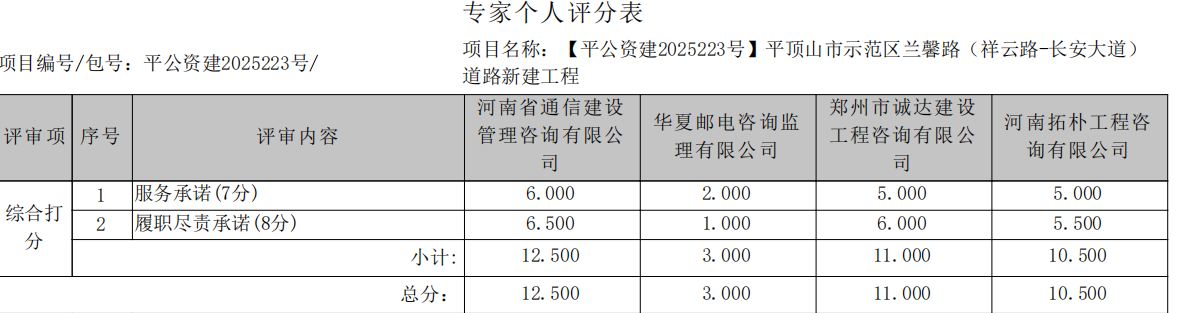 专家个人评分表
项目编号/包号：平公资建2025223号/
项目名称：【平公资建2025223号】平顶山市示范区兰馨路（祥云路-长安大道）
道路新建工程
评审项 序号 评审内容 河南省通信建设管理咨询有限公司 华夏邮电咨询监理有限公司 郑州市诚达建设工程咨询有限公司 河南拓朴工程咨询有限公司
综合打分
1 服务承诺(7分) 6.000 2.000 5.000 5.000
2 履职尽责承诺(8分) 6.500 1.000 6.000 5.500
小计: 12.500 3.000 11.000 10.500
总分： 12.500 3.000 11.000 10.500